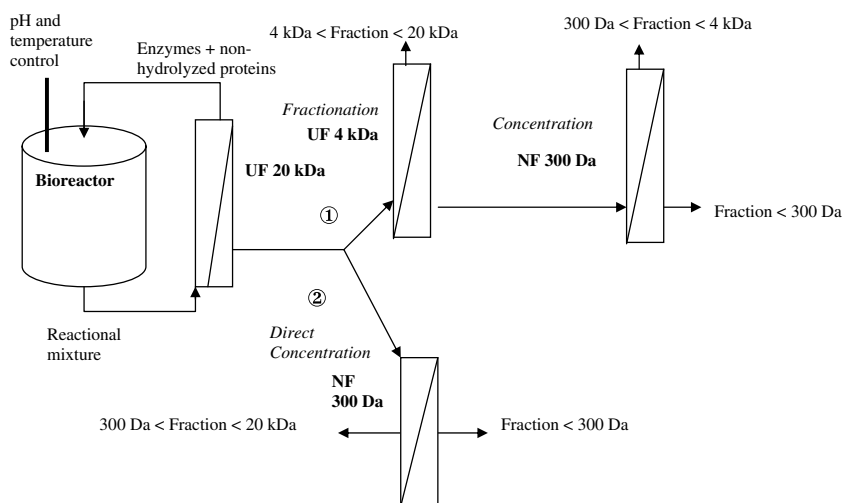 pH and
temperature
control
Enzymes + non-
hydrolyzed proteins
4 kDa < Fraction < 20 kDa
300 Da < Fraction < 4 kDa
Fractionation
UF 4 kDa
Concentration
NF 300 Da
Bioreactor
UF 20 kDa
①
Fraction < 300 Da
②
Reactional
mixture
Direct
Concentration
NF
300 Da
300 Da < Fraction < 20 kDa
Fraction < 300 Da